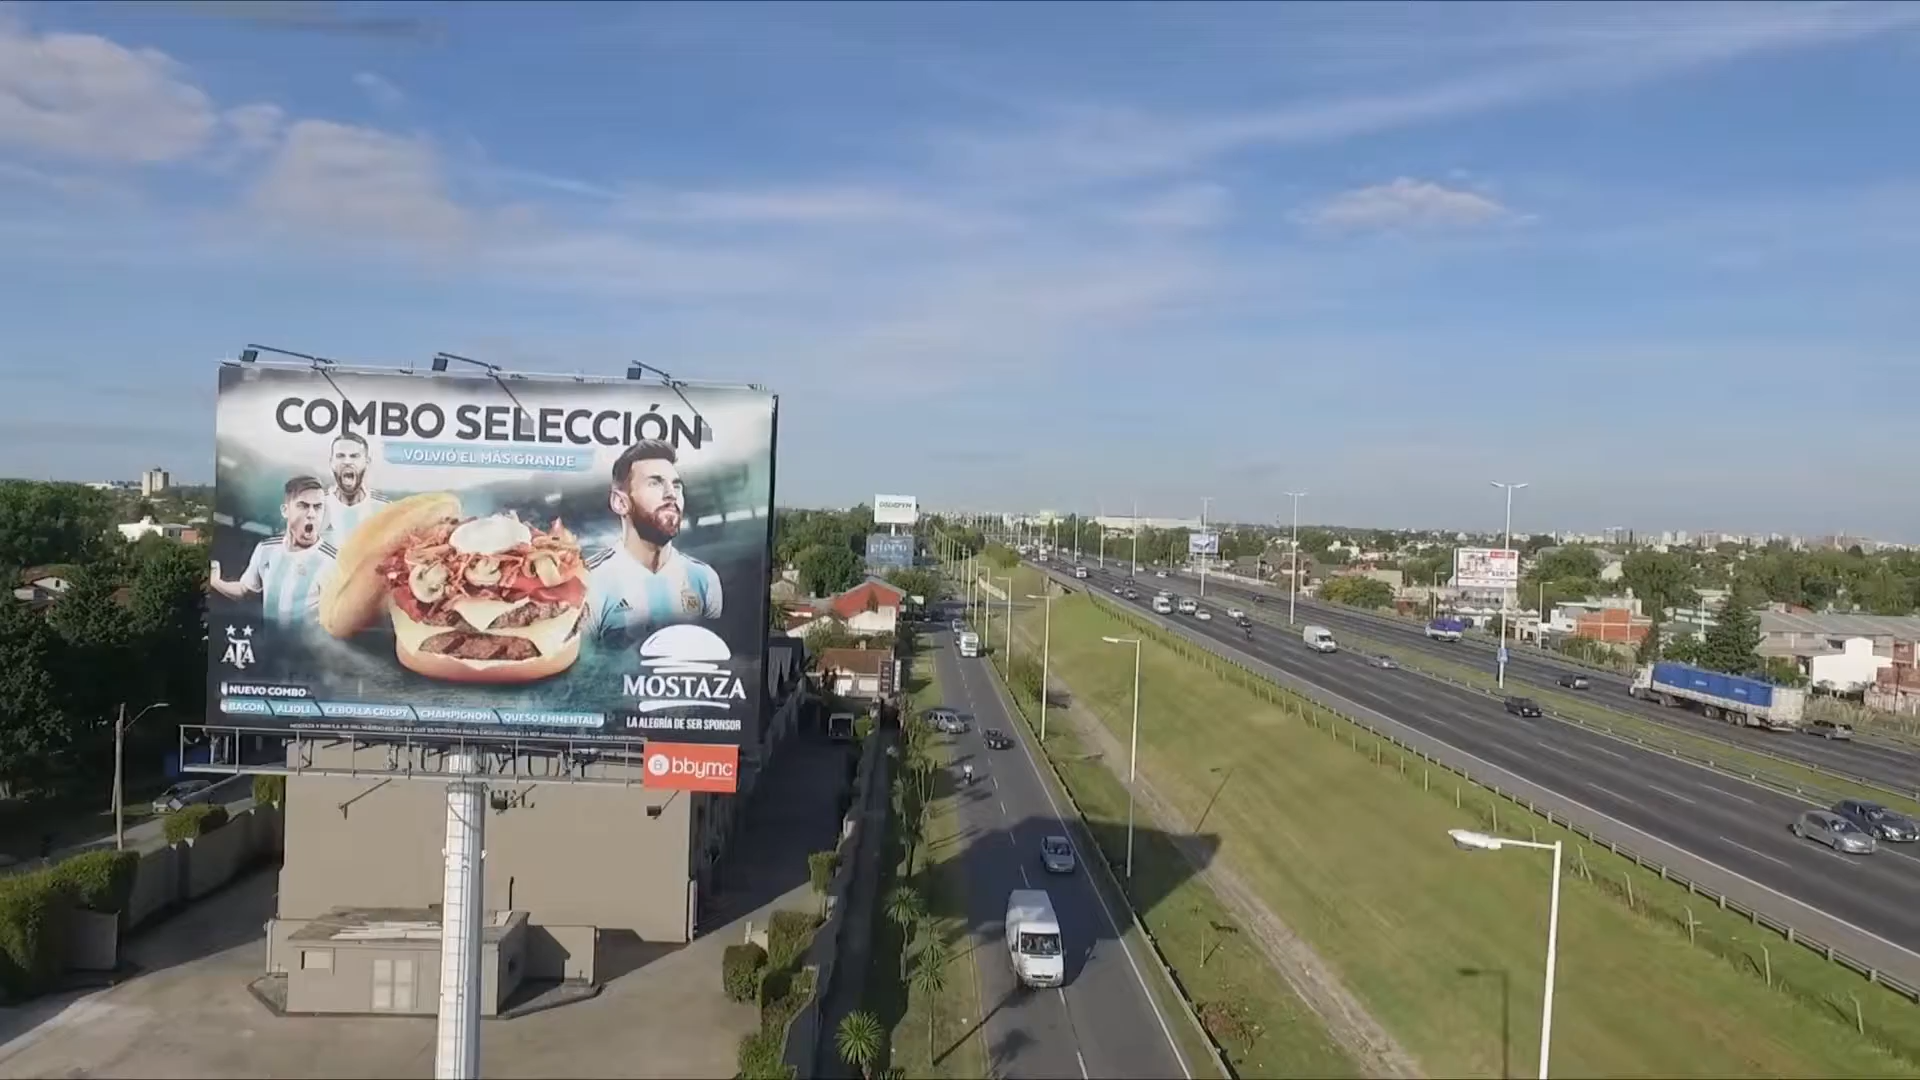 COMBO SELECCIÓN
VOLVIÓ EL MÁS GRANDE
AFA
NUEVO COMBO
BACON ALIOLI CEBOLLA CRISPY CHAMPIGNON QUESO EMMENTAL
MOSTAZA
LA ALEGRÍA DE SER SPONSOR
bbymc